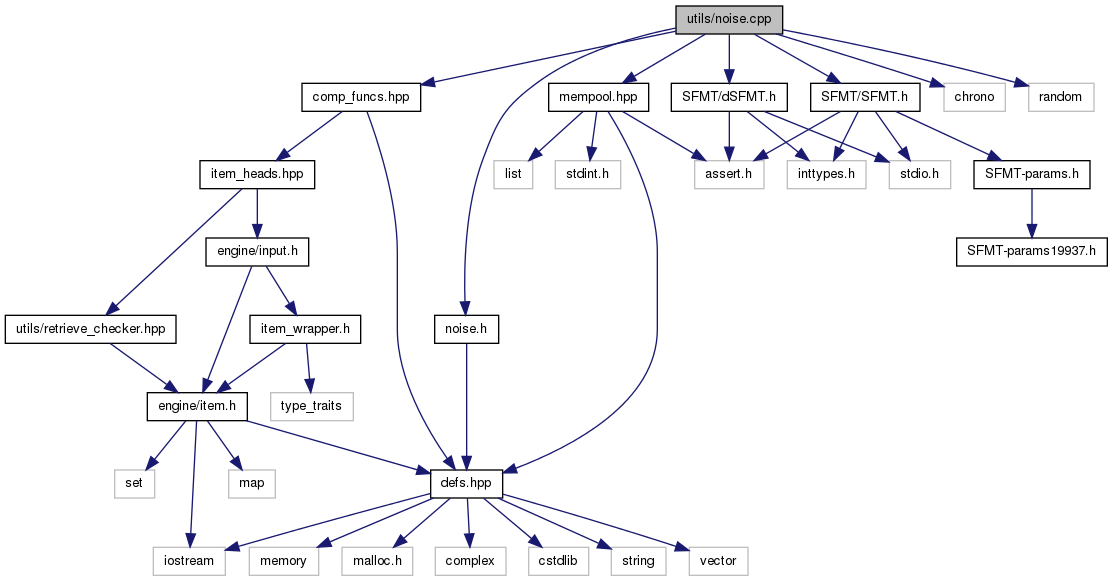 utils/noise.cpp
comp_funcs.hpp
mempool.hpp
SFMT/dSFMT.h
SFMT/SFMT.h
chrono
random
item_heads.hpp
list
stdint.h
assert.h
inttypes.h
stdio.h
SFMT-params.h
engine/input.h
SFMT-params19937.h
utils/retrieve_checker.hpp
item_wrapper.h
noise.h
engine/item.h
type_traits
set
map
defs.hpp
iostream
memory
malloc.h
complex
cstdlib
string
vector